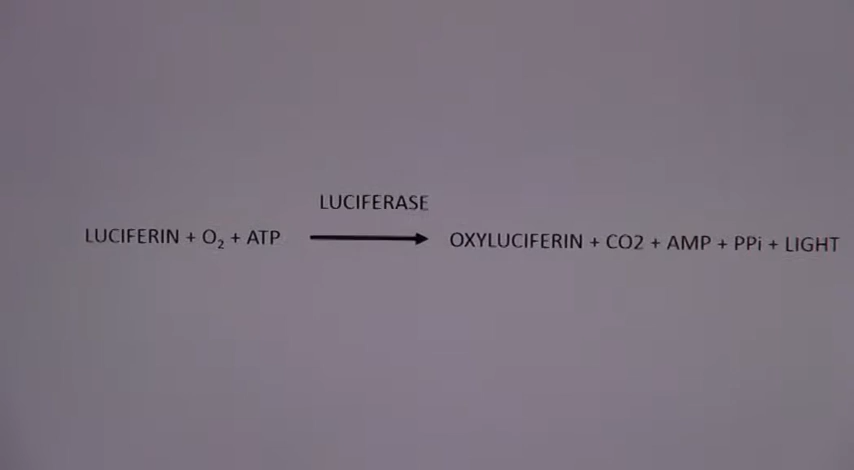 LUCIFERASE
LUCIFERIN + O₂ + ATP → OXYLUCIFERIN + CO2 + AMP + PPi + LIGHT